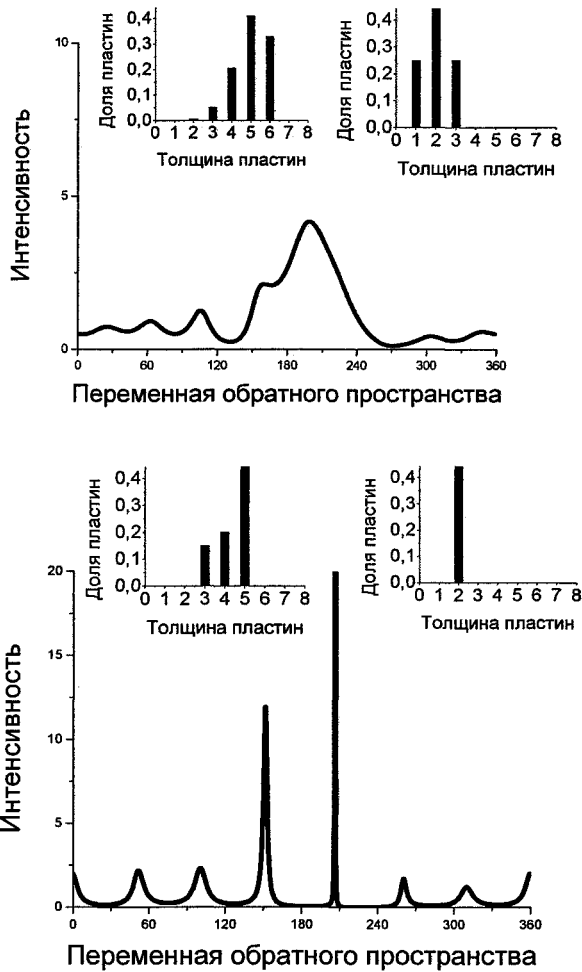 0,4
0,3
0,2
0,1
0,0
Доля пластин
0 1 2 3 4 5 6 7 8
Толщина пластин
0,4
0,3
0,2
0,1
0,0
Доля пластин
0 1 2 3 4 5 6 7 8
Толщина пластин
10
5
0
Интенсивность
0 60 120 180 240 300 360
Переменная обратного пространства
0,4
0,3
0,2
0,1
0,0
Доля пластин
0 1 2 3 4 5 6 7 8
Толщина пластин
0,4
0,3
0,2
0,1
0,0
Доля пластин
0 1 2 3 4 5 6 7 8
Толщина пластин
20
15
10
5
0
Интенсивность
0 60 120 180 240 300 360
Переменная обратного пространства